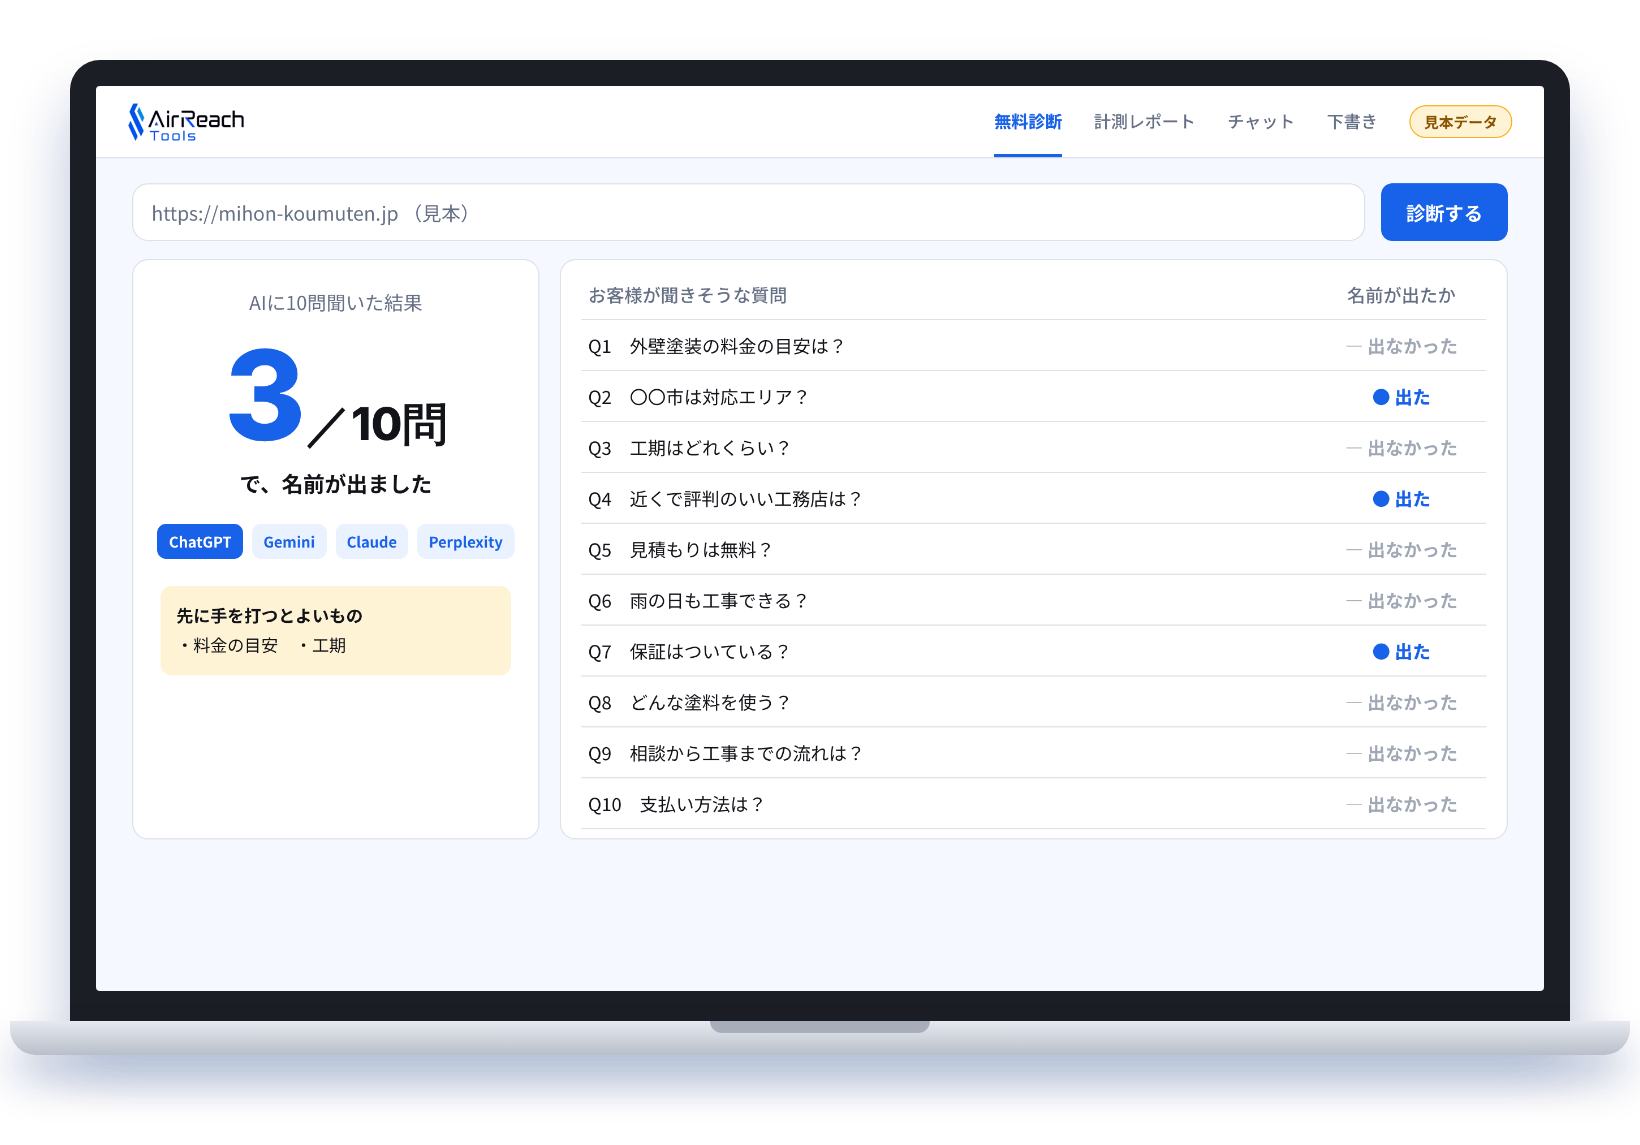 AirReach
Tools
無料診断 計測レポート チャット 下書き 見本データ
https://mihon-koumuten.jp （見本） 診断する
AIに10問聞いた結果
3／10問
で、名前が出ました
ChatGPT Gemini Claude Perplexity
先に手を打つとよいもの
・料金の目安 ・工期
お客様が聞きそうな質問 名前が出たか
Q1 外壁塗装の料金の目安は？ — 出なかった
Q2 〇〇市は対応エリア？ ● 出た
Q3 工期はどれくらい？ — 出なかった
Q4 近くで評判のいい工務店は？ ● 出た
Q5 見積もりは無料？ — 出なかった
Q6 雨の日も工事できる？ — 出なかった
Q7 保証はついている？ ● 出た
Q8 どんな塗料を使う？ — 出なかった
Q9 相談から工事までの流れは？ — 出なかった
Q10 支払い方法は？ — 出なかった